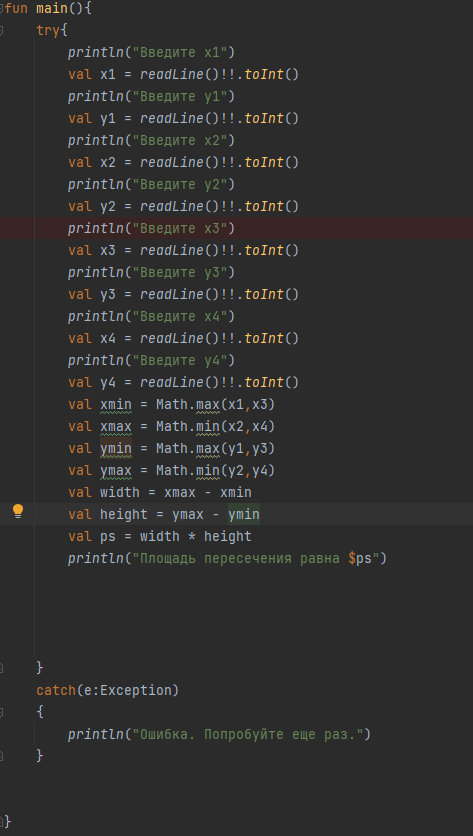 fun main(){
try{
println("Введите x1")
val x1 = readLine()!!.toInt()
println("Введите y1")
val y1 = readLine()!!.toInt()
println("Введите x2")
val x2 = readLine()!!.toInt()
println("Введите y2")
val y2 = readLine()!!.toInt()
println("Введите x3")
val x3 = readLine()!!.toInt()
println("Введите y3")
val y3 = readLine()!!.toInt()
println("Введите x4")
val x4 = readLine()!!.toInt()
println("Введите y4")
val y4 = readLine()!!.toInt()
val xmin = Math.max(x1,x3)
val xmax = Math.min(x2,x4)
val ymin = Math.max(y1,y3)
val ymax = Math.min(y2,y4)
val width = xmax - xmin
val height = ymax - ymin
val ps = width * height
println("Площадь пересечения равна $ps")
}
catch(e:Exception)
{
println("Ошибка. Попробуйте еще раз.")
}
}